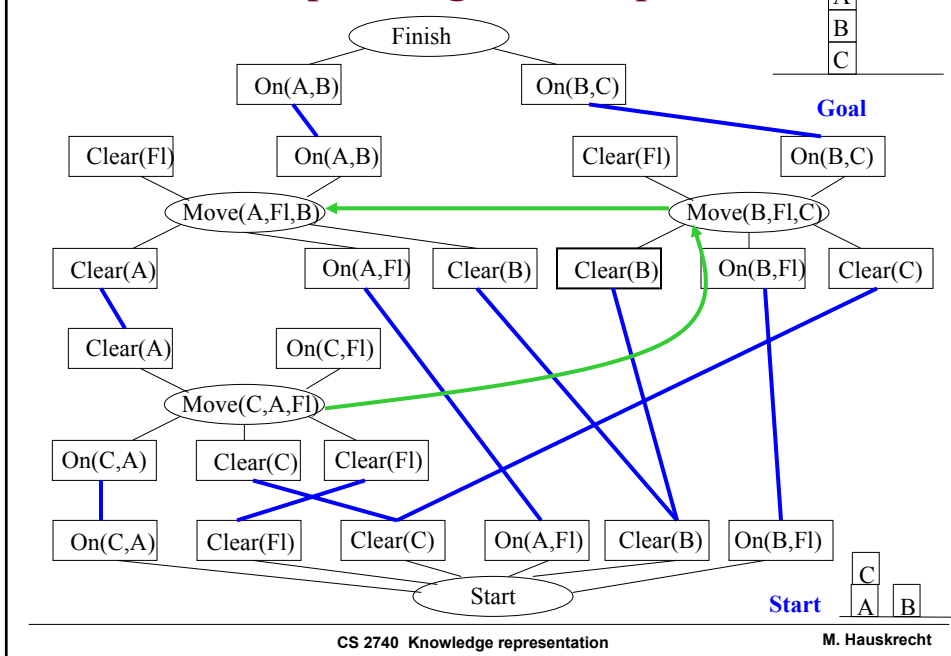 A
Finish
B
C
On(A,B) On(B,C)
Goal
Clear(Fl) On(A,B) Clear(Fl) On(B,C)
Move(A,Fl,B) Move(B,Fl,C)
Clear(A) On(A,Fl) Clear(B) Clear(B) On(B,Fl) Clear(C)
Clear(A) On(C,Fl)
Move(C,A,Fl)
On(C,A) Clear(C) Clear(Fl)
On(C,A) Clear(Fl) Clear(C) On(A,Fl) Clear(B) On(B,Fl)
C
Start Start A B
CS 2740 Knowledge representation M. Hauskrecht